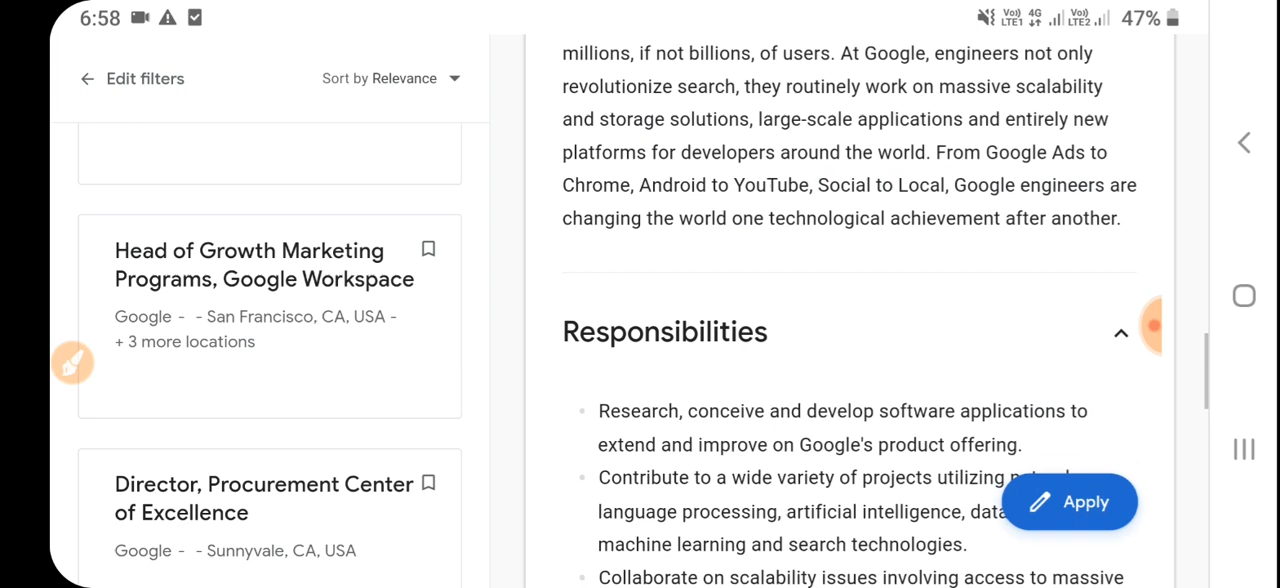 6:58
Vo)) LTE1 4G Vo)) LTE2 47%
Edit filters
Sort by Relevance
Head of Growth Marketing
Programs, Google Workspace
Google - - San Francisco, CA, USA -
+ 3 more locations
Director, Procurement Center
of Excellence
Google - - Sunnyvale, CA, USA
millions, if not billions, of users. At Google, engineers not only
revolutionize search, they routinely work on massive scalability
and storage solutions, large-scale applications and entirely new
platforms for developers around the world. From Google Ads to
Chrome, Android to YouTube, Social to Local, Google engineers are
changing the world one technological achievement after another.
Responsibilities
Research, conceive and develop software applications to
extend and improve on Google's product offering.
Contribute to a wide variety of projects utilizing
language processing, artificial intelligence, data
machine learning and search technologies.
Collaborate on scalability issues involving access to massive
Apply